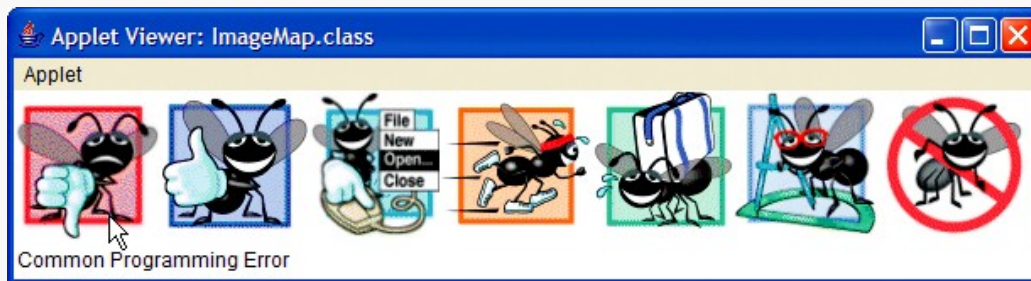 Applet Viewer: ImageMap.class
Applet
File
New
Open...
Close
Common Programming Error